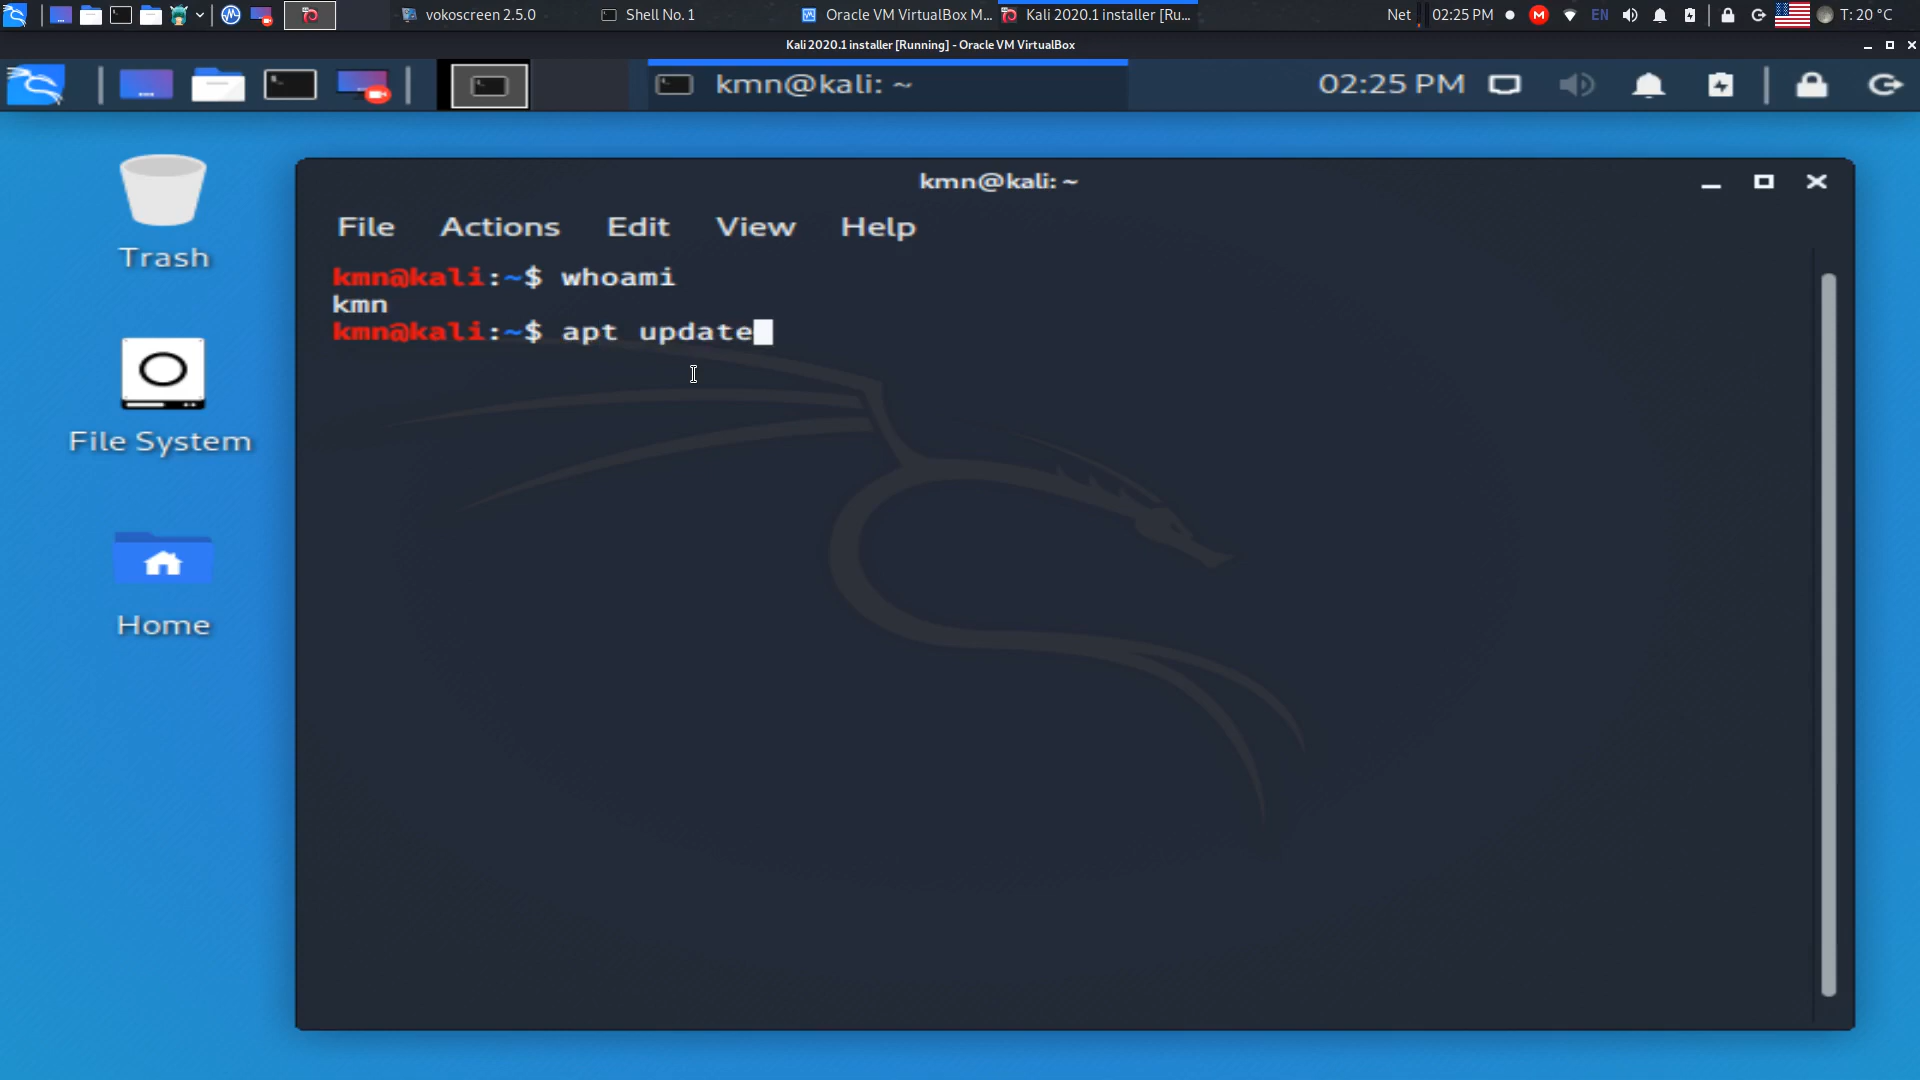 vokoscreen 2.5.0
Shell No. 1
Oracle VM VirtualBox M...
Kali 2020.1 installer [Ru...
Net
02:25 PM
M
EN
T: 20 °C
Kali 2020.1 installer [Running] - Oracle VM VirtualBox
kmn@kali: ~
02:25 PM
Trash
File System
Home
kmn@kali: ~
File Actions Edit View Help
kmn@kali:~$ whoami
kmn
kmn@kali:~$ apt update